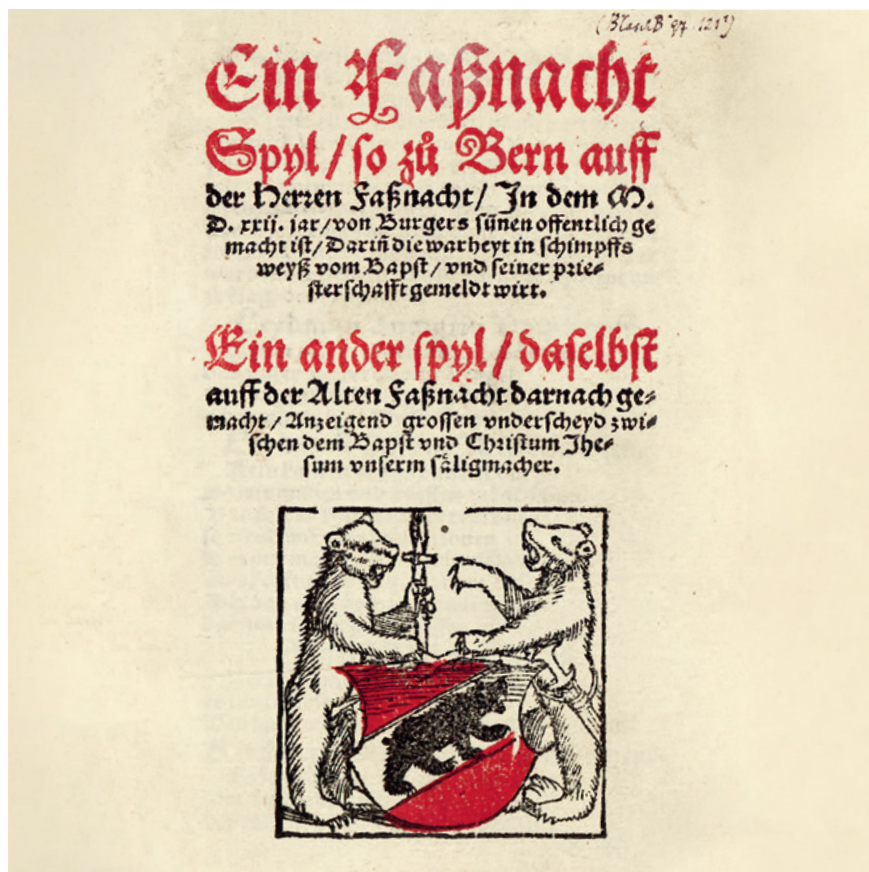 Ein Faßnacht
Spyl / so zů Bern auff
der Herren Faßnacht / In dem M.
D. xxij. jar / von Burgers sünen offentlich ge
macht ist / Dariñ die warheyt in schimpffs
weyß vom Bapst / vnd seiner prie⸗
sterschafft gemeldt wirt.
Ein ander spyl / daselbst
auff der Alten Faßnacht darnach ge⸗
macht / Anzeigend grossen vnderscheyd zwi⸗
schen dem Bapst vnd Christum Jhe⸗
sum vnserm säligmacher.